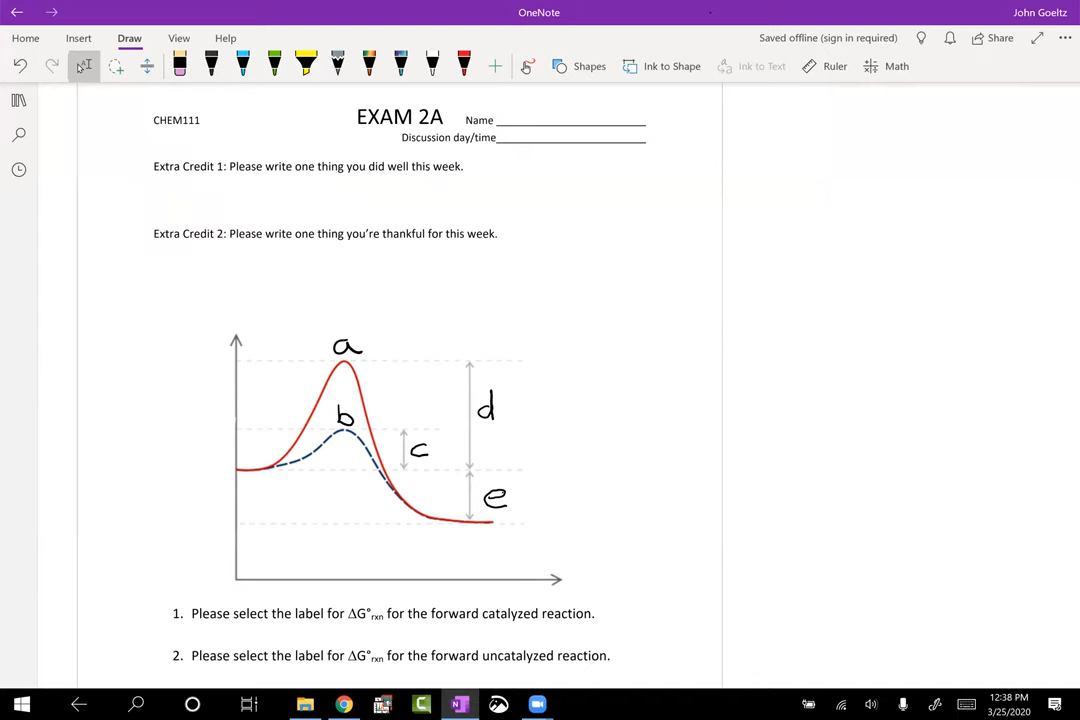 OneNote
John Goeltz
Home Insert Draw View Help
Saved offline (sign in required)
Share
Shapes
Ink to Shape
Ink to Text
Ruler
Math
CHEM111
EXAM 2A
Name
Discussion day/time
Extra Credit 1: Please write one thing you did well this week.
Extra Credit 2: Please write one thing you’re thankful for this week.
a
b
d
c
e
1. Please select the label for ΔG°rxn for the forward catalyzed reaction.
2. Please select the label for ΔG°rxn for the forward uncatalyzed reaction.
12:38 PM
3/25/2020